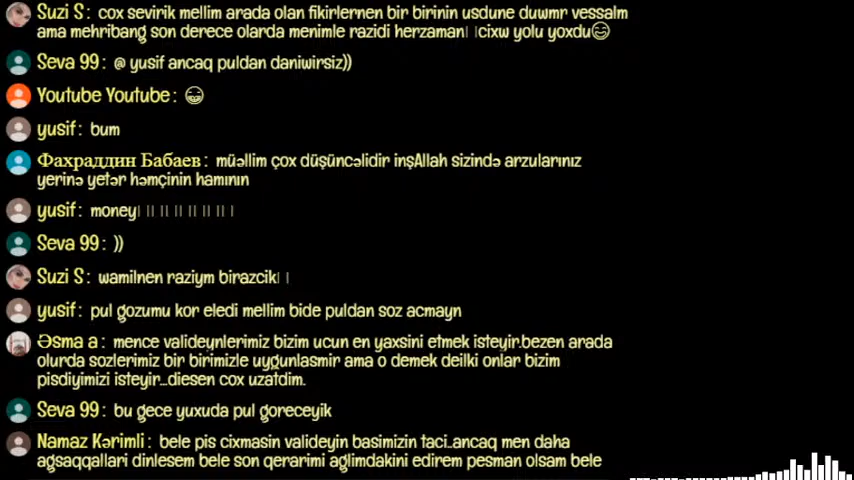 Suzi S: cox sevirik mellim arada olan fikirlernen bir birinin usdune duwmr vessalm
ama mehribang son derece olarda menimle razidi herzaman cixw yolu yoxdu😊
Seva 99: @ yusif ancaq puldan daniwirsiz))
Youtube Youtube: 😂
yusif: bum
Фахраддин Бабаев: müəllim çox düşüncəlidir inşAllah sizində arzularınız
yerinə yetər həmçinin hamının
yusif: money
Seva 99: ))
Suzi S: wamilnen raziym birazcik
yusif: pul gozumu kor eledi mellim bide puldan soz acmayn
Əsma a: mence valideynlerimiz bizim ucun en yaxsini etmek isteyir.bezen arada
olurda sozlerimiz bir birimizle uygunlasmir ama o demek deilki onlar bizim
pisdiyimizi isteyir...diesen cox uzatdim.
Seva 99: bu gece yuxuda pul goreceyik
Namaz Kərimli: bele pis cixmasin valideyin basimizin taci..ancaq men daha
agsaqqallari dinlesem bele son qerarimi aglimdakini edirem pesman olsam bele